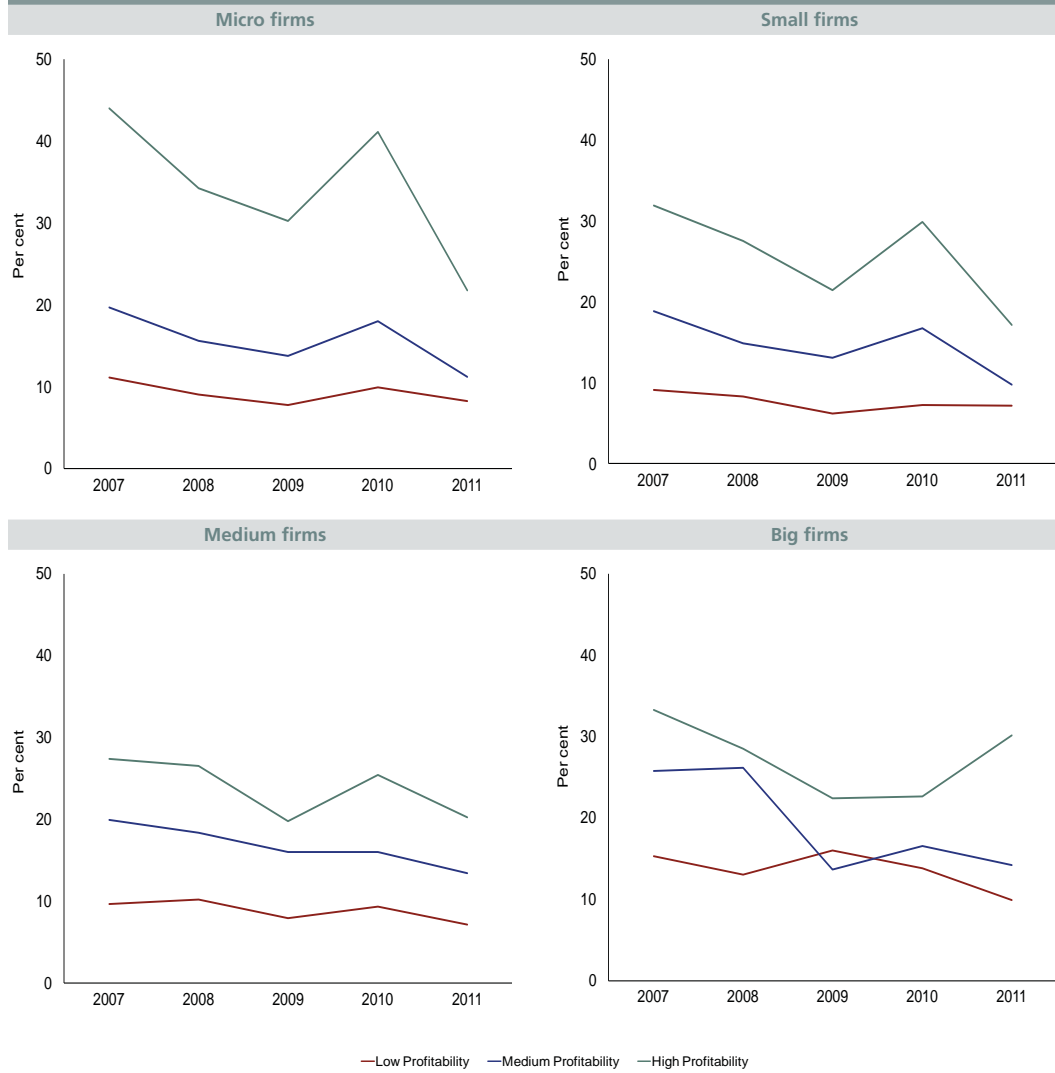 Micro firms
Small firms
50
40
30
20
10
0
Per cent
2007 2008 2009 2010 2011
50
40
30
20
10
0
Per cent
2007 2008 2009 2010 2011
Medium firms
Big firms
50
40
30
20
10
0
Per cent
2007 2008 2009 2010 2011
50
40
30
20
10
0
Per cent
2007 2008 2009 2010 2011
Low Profitability Medium Profitability High Profitability